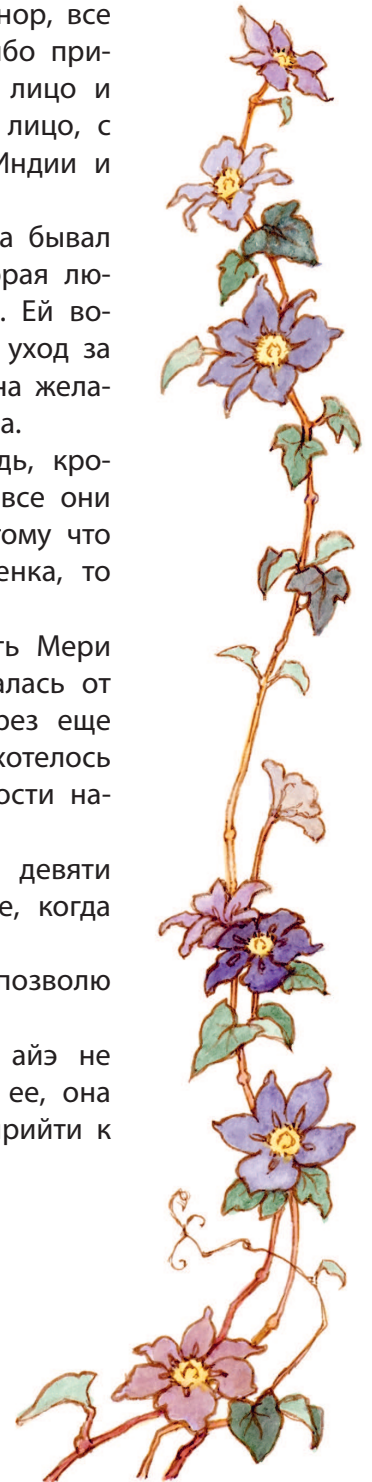 нор, все
ибо при-
лицо и
лицо, с
Индии и
а бывал
рая лю-
. Ей во-
уход за
на жела-
а.
дь, кро-
все они
тому что
енка, то
ть Мери
алась от
рез еще
хотелось
ости на-
девяти
е, когда
позволю
айэ не
ее, она
прийти к